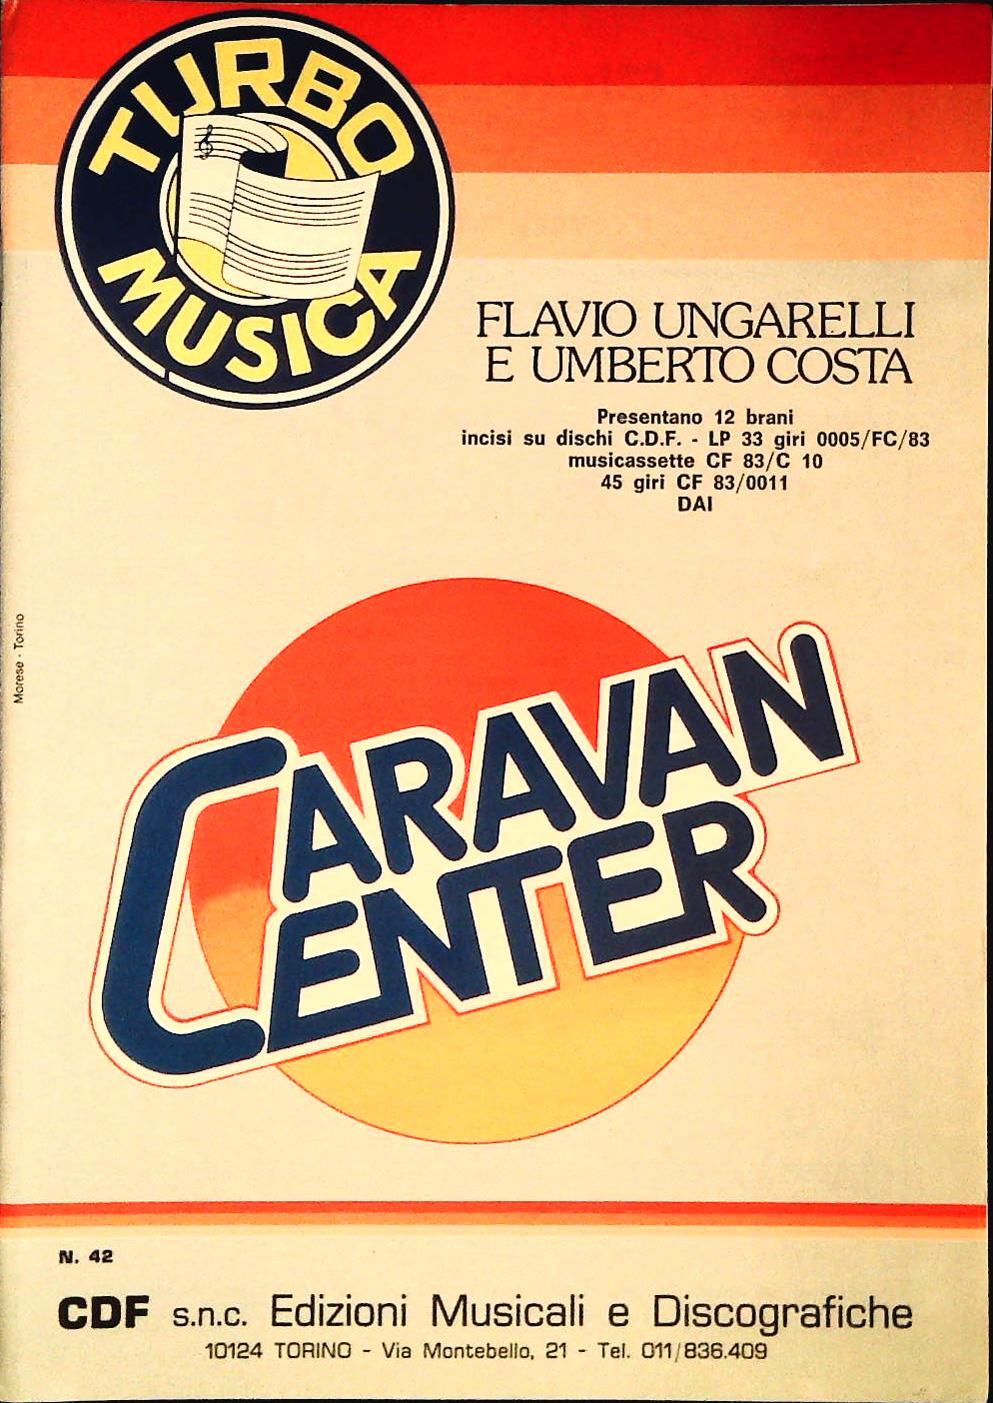 TURBO
MUSICA
FLAVIO UNGARELLI
E UMBERTO COSTA
Presentano 12 brani
incisi su dischi C.D.F. - LP 33 giri 0005/FC/83
musicassette CF 83/C 10
45 giri CF 83/0011
DAI
Marese - Torino
CARAVAN
CENTER
N. 42
CDF s.n.c. Edizioni Musicali e Discografiche
10124 TORINO - Via Montebello, 21 - Tel. 011/836.409